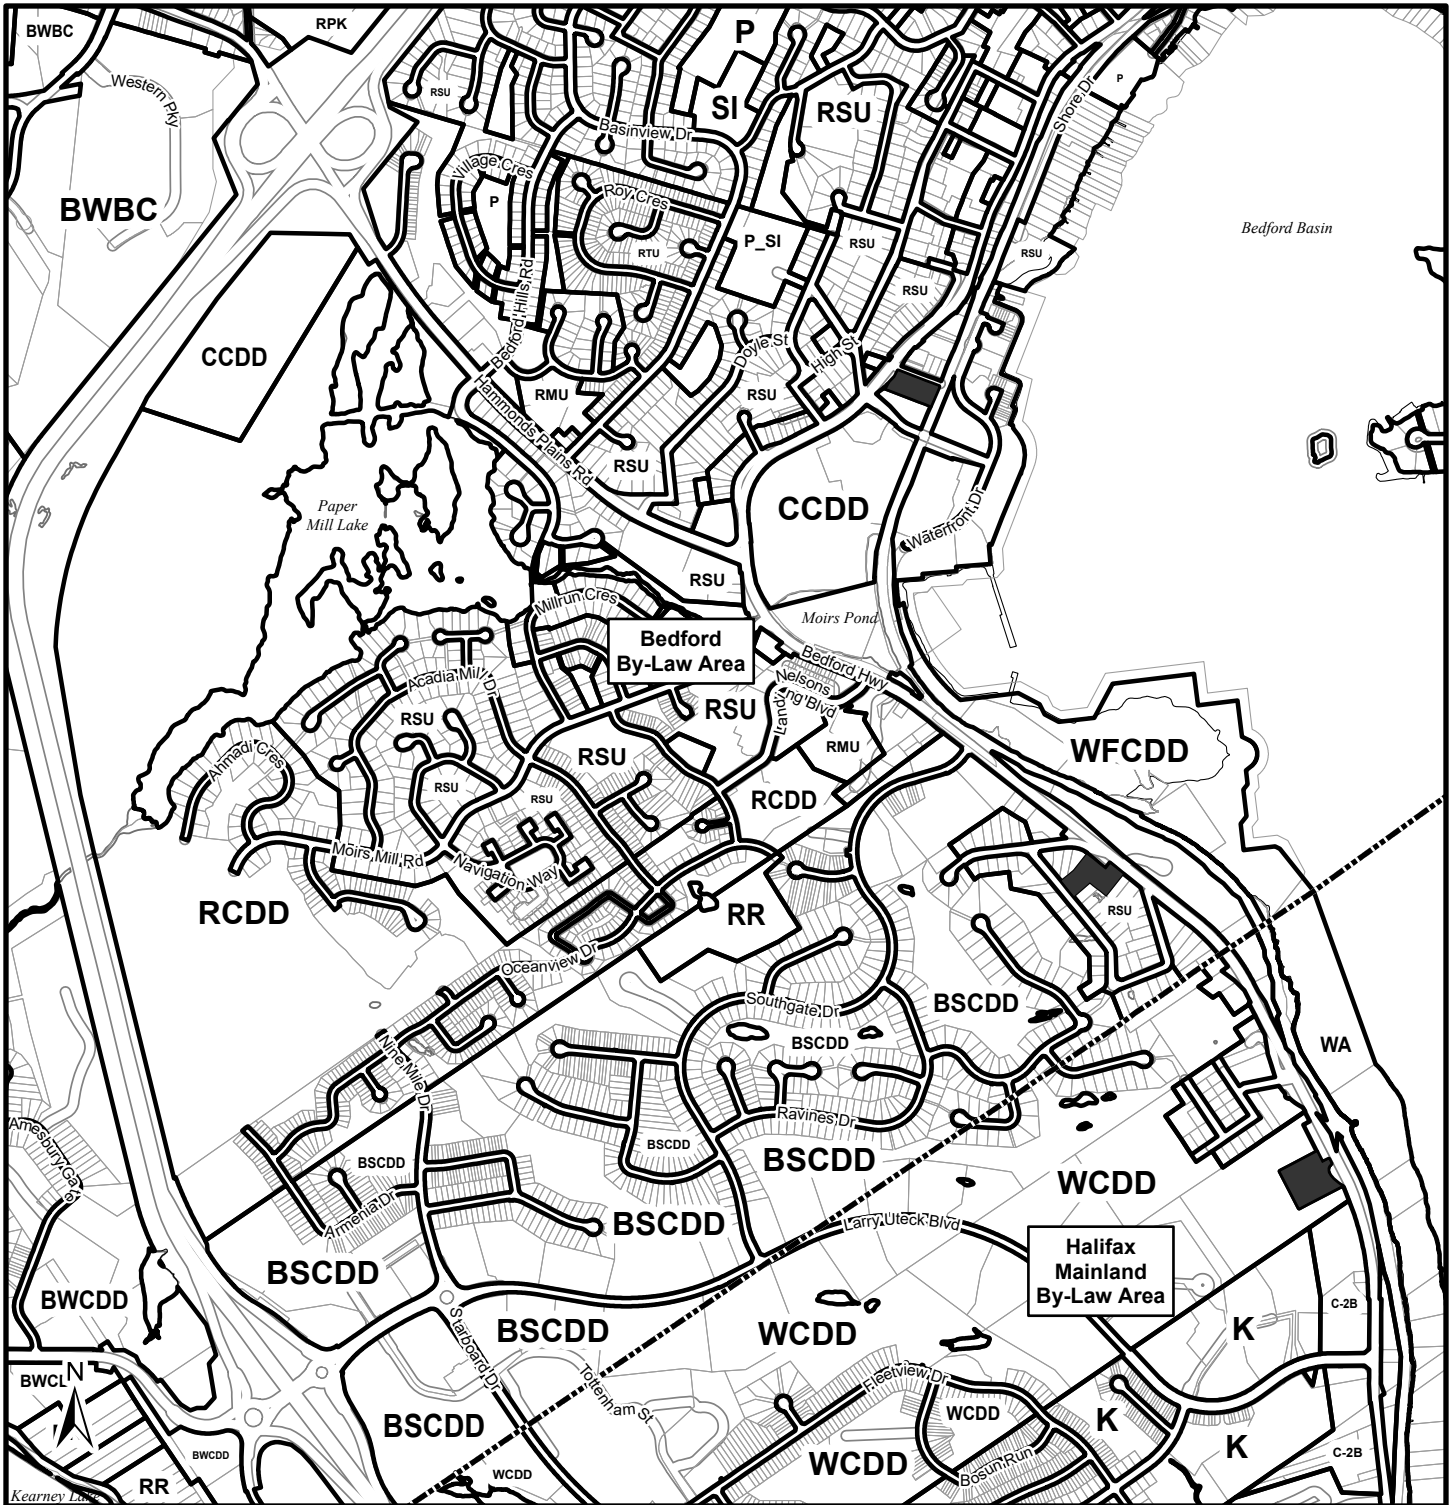 BWBC
RPK
P
P
Western Pky
RSU
SI
RSU
Shore Dr
Basinview Dr
Village Cres
BWBC
P
Roy Cres
Bedford Basin
P_SI
RSU
RTU
RSU
Bedford Hills Rd
RSU
CCDD
Doyle St
High St
RMU
RSU
Hammonds Plains Rd
RSU
CCDD
Paper
Mill Lake
Waterfront Dr
RSU
Millrun Cres
Moirs Pond
Bedford
By-Law Area
Bedford Hwy
Nelsons
Landing Blvd
Acadia Mill Dr
RSU
RSU
RMU
WFCDD
Ahmadi Cres
RSU
RSU
RSU
RCDD
Moirs Mill Rd
Navigation Way
RCDD
RR
RSU
Oceanview Dr
Southgate Dr
BSCDD
Nine Mile Dr
BSCDD
WA
Ravines Dr
Amesbury Gate
BSCDD
BSCDD
BSCDD
WCDD
Armenia Dr
BSCDD
Larry Uteck Blvd
Halifax
Mainland
By-Law Area
BSCDD
BWCDD
C-2B
BSCDD
WCDD
K
Starboard Dr
Tottenham St
Fleetview Dr
N
BSCDD
WCDD
K
K
BWCDD
WCDD
Bosun Run
C-2B
RR
WCDD
Kearney Lake